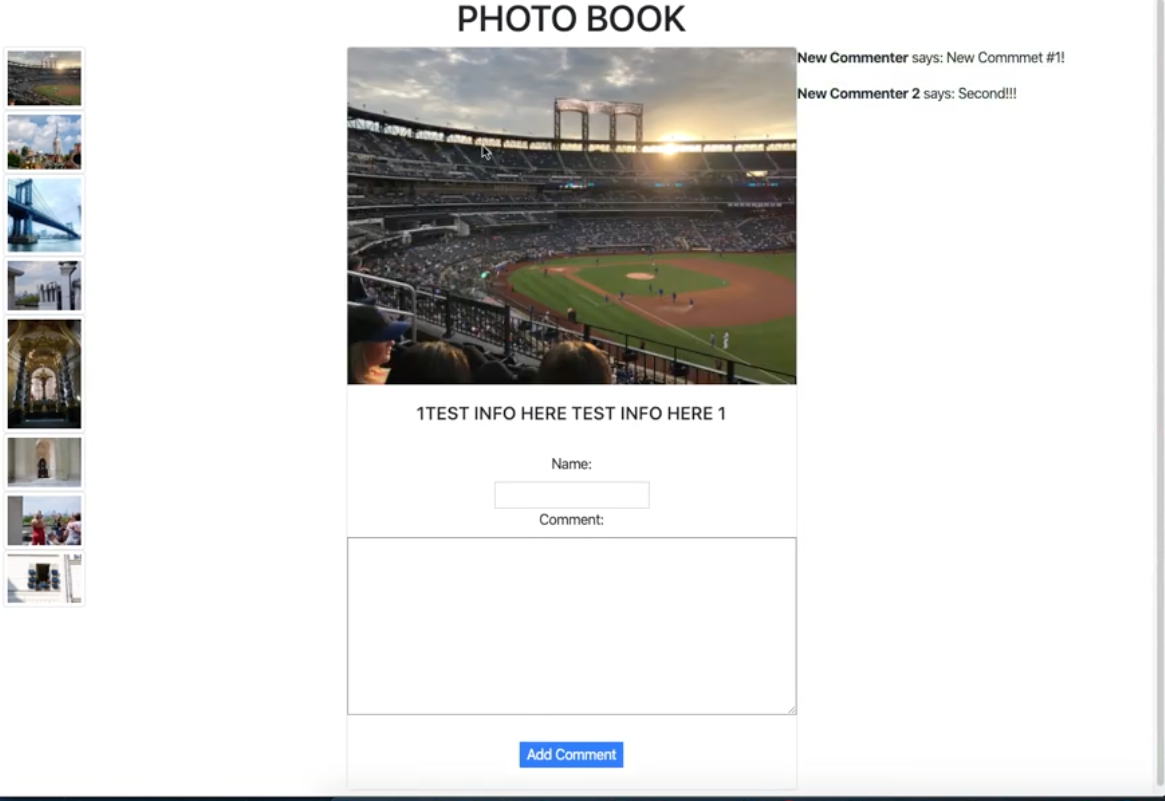 PHOTO BOOK
New Commenter says: New Commmet #1!
New Commenter 2 says: Second!!!
1TEST INFO HERE TEST INFO HERE 1
Name:
Comment:
Add Comment